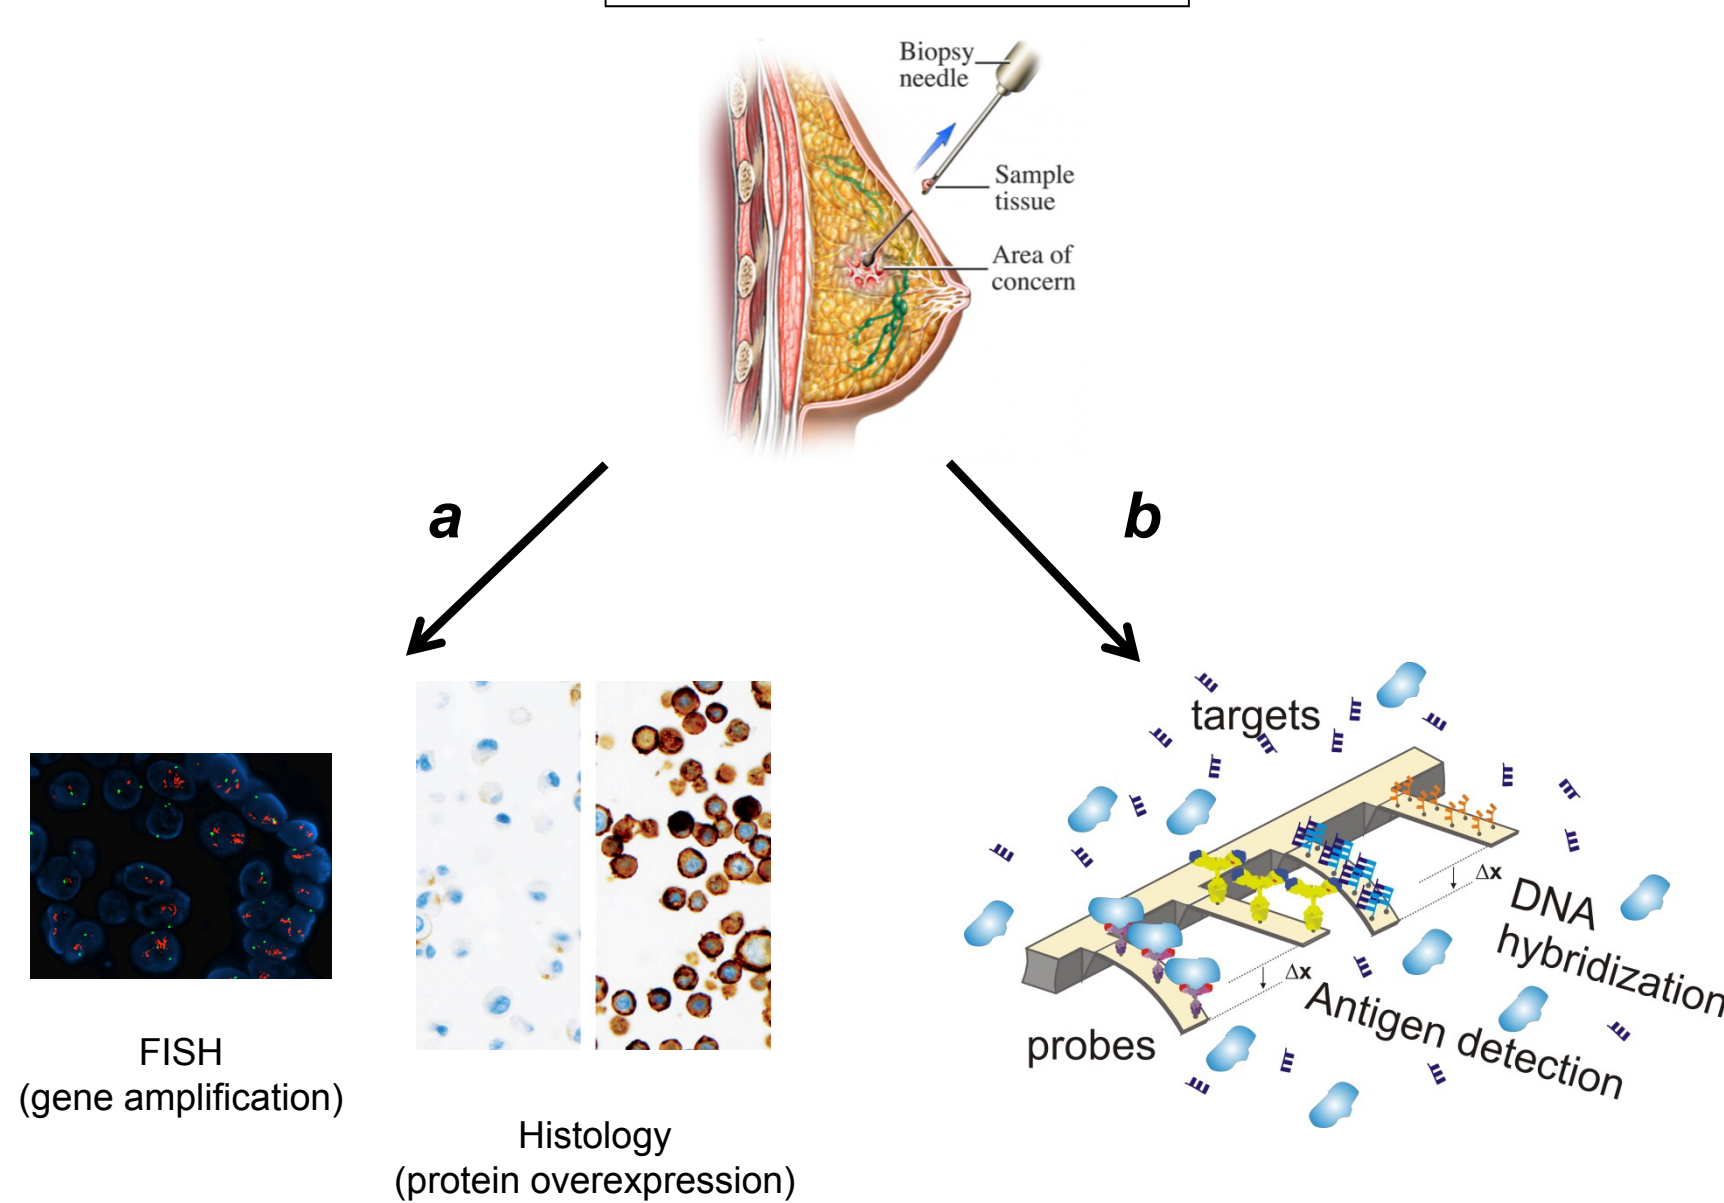 Biopsy
needle
Sample
tissue
Area of
concern
a
b
targets
Δx
DNA
hybridization
Δx
Antigen detection
probes
FISH
(gene amplification)
Histology
(protein overexpression)